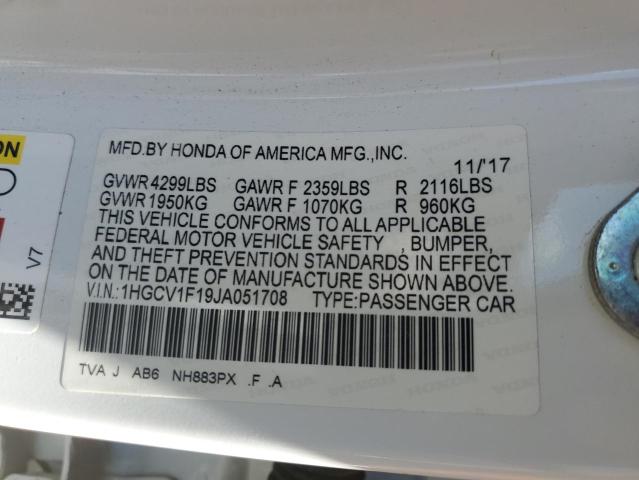 ON
V7
MFD.BY HONDA OF AMERICA MFG.,INC. 11/'17
GVWR 4299LBS GAWR F 2359LBS R 2116LBS
GVWR 1950KG GAWR F 1070KG R 960KG
THIS VEHICLE CONFORMS TO ALL APPLICABLE
FEDERAL MOTOR VEHICLE SAFETY , BUMPER,
AND THEFT PREVENTION STANDARDS IN EFFECT
ON THE DATE OF MANUFACTURE SHOWN ABOVE.
V.I.N.:1HGCV1F19JA051708 TYPE:PASSENGER CAR
TVA J AB6 NH883PX .F .A